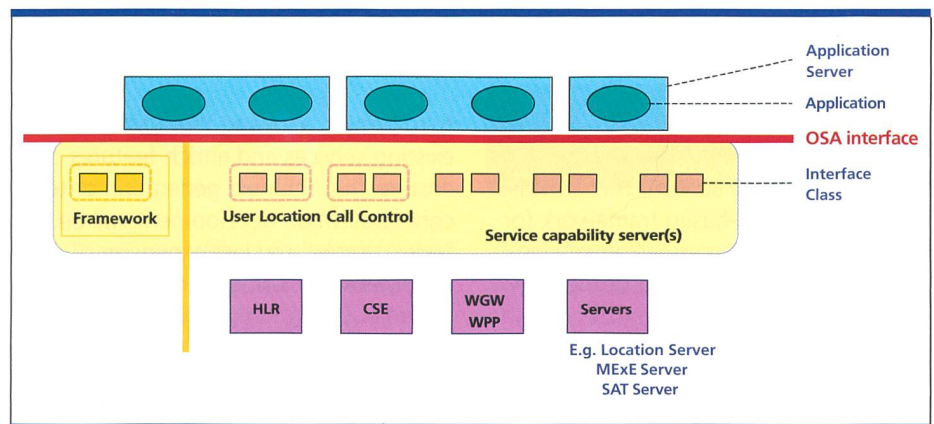 Application
Server
Application
OSA interface
Interface
Class
Framework
User Location
Call Control
Service capability server(s)
HLR
CSE
WGW
WPP
Servers
E.g. Location Server
MExE Server
SAT Server